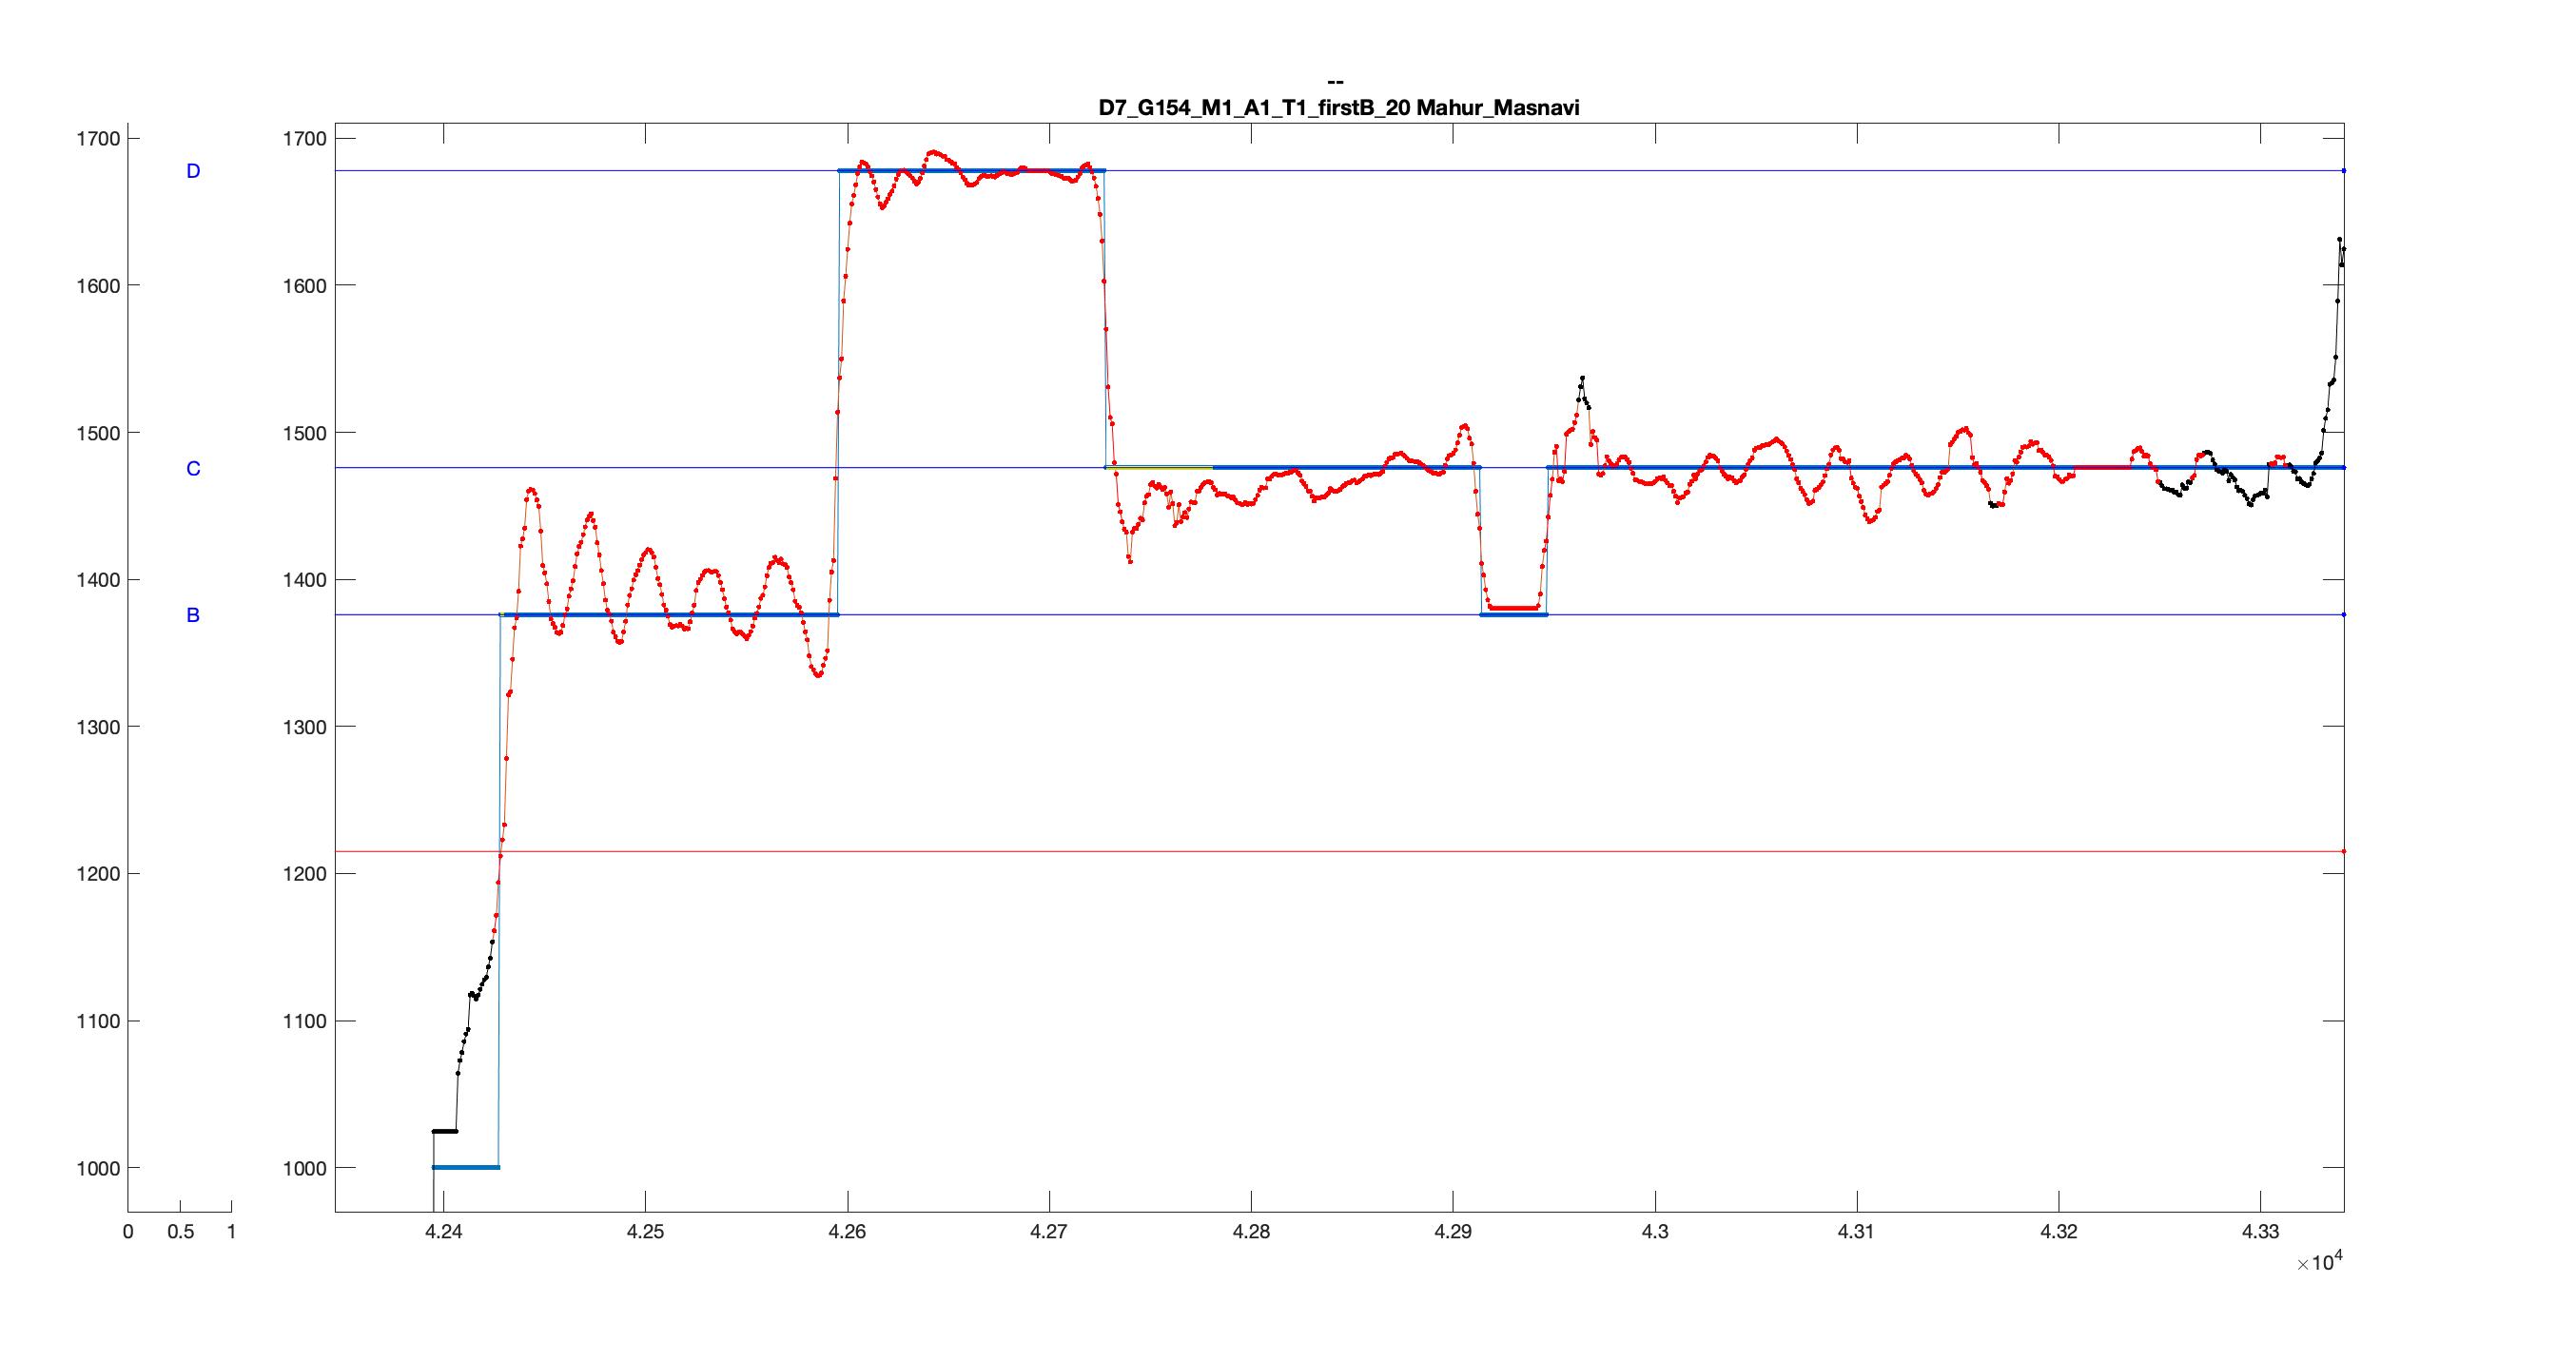 --
D7_G154_M1_A1_T1_firstB_20 Mahur_Masnavi
1700 1700
D
1600 1600
1500 1500
C
1400 1400
B
1300 1300
1200 1200
1100 1100
1000 1000
0 0.5 1 4.24 4.25 4.26 4.27 4.28 4.29 4.3 4.31 4.32 4.33
×10^4